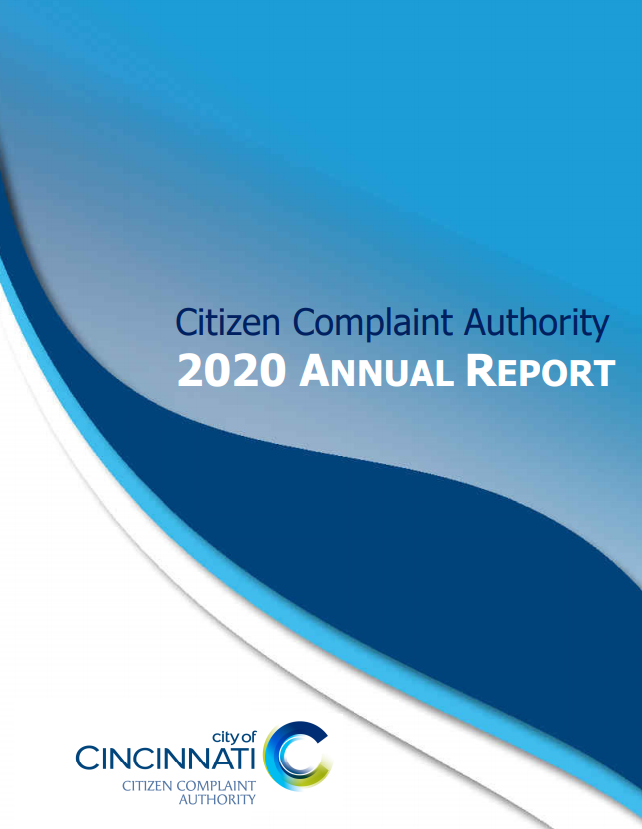 Citizen Complaint Authority
2020 ANNUAL REPORT
city of
CINCINNATI
CITIZEN COMPLAINT
AUTHORITY